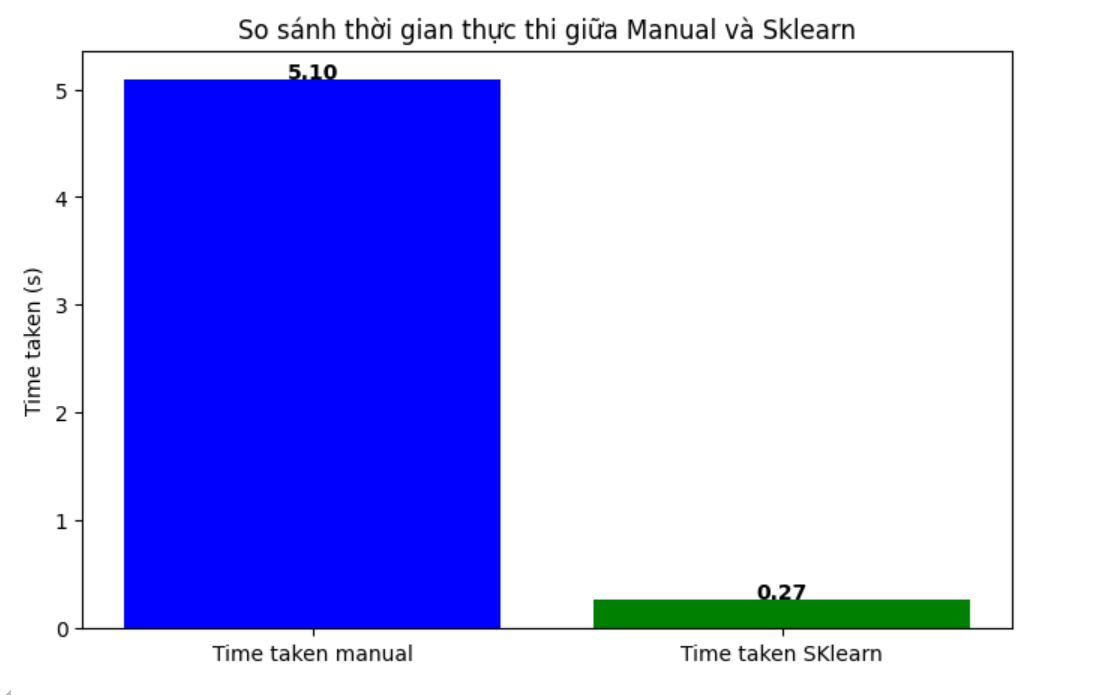 So sánh thời gian thực thi giữa Manual và Sklearn
5.10
5
4
3
2
1
0
Time taken (s)
0.27
Time taken manual
Time taken SKlearn